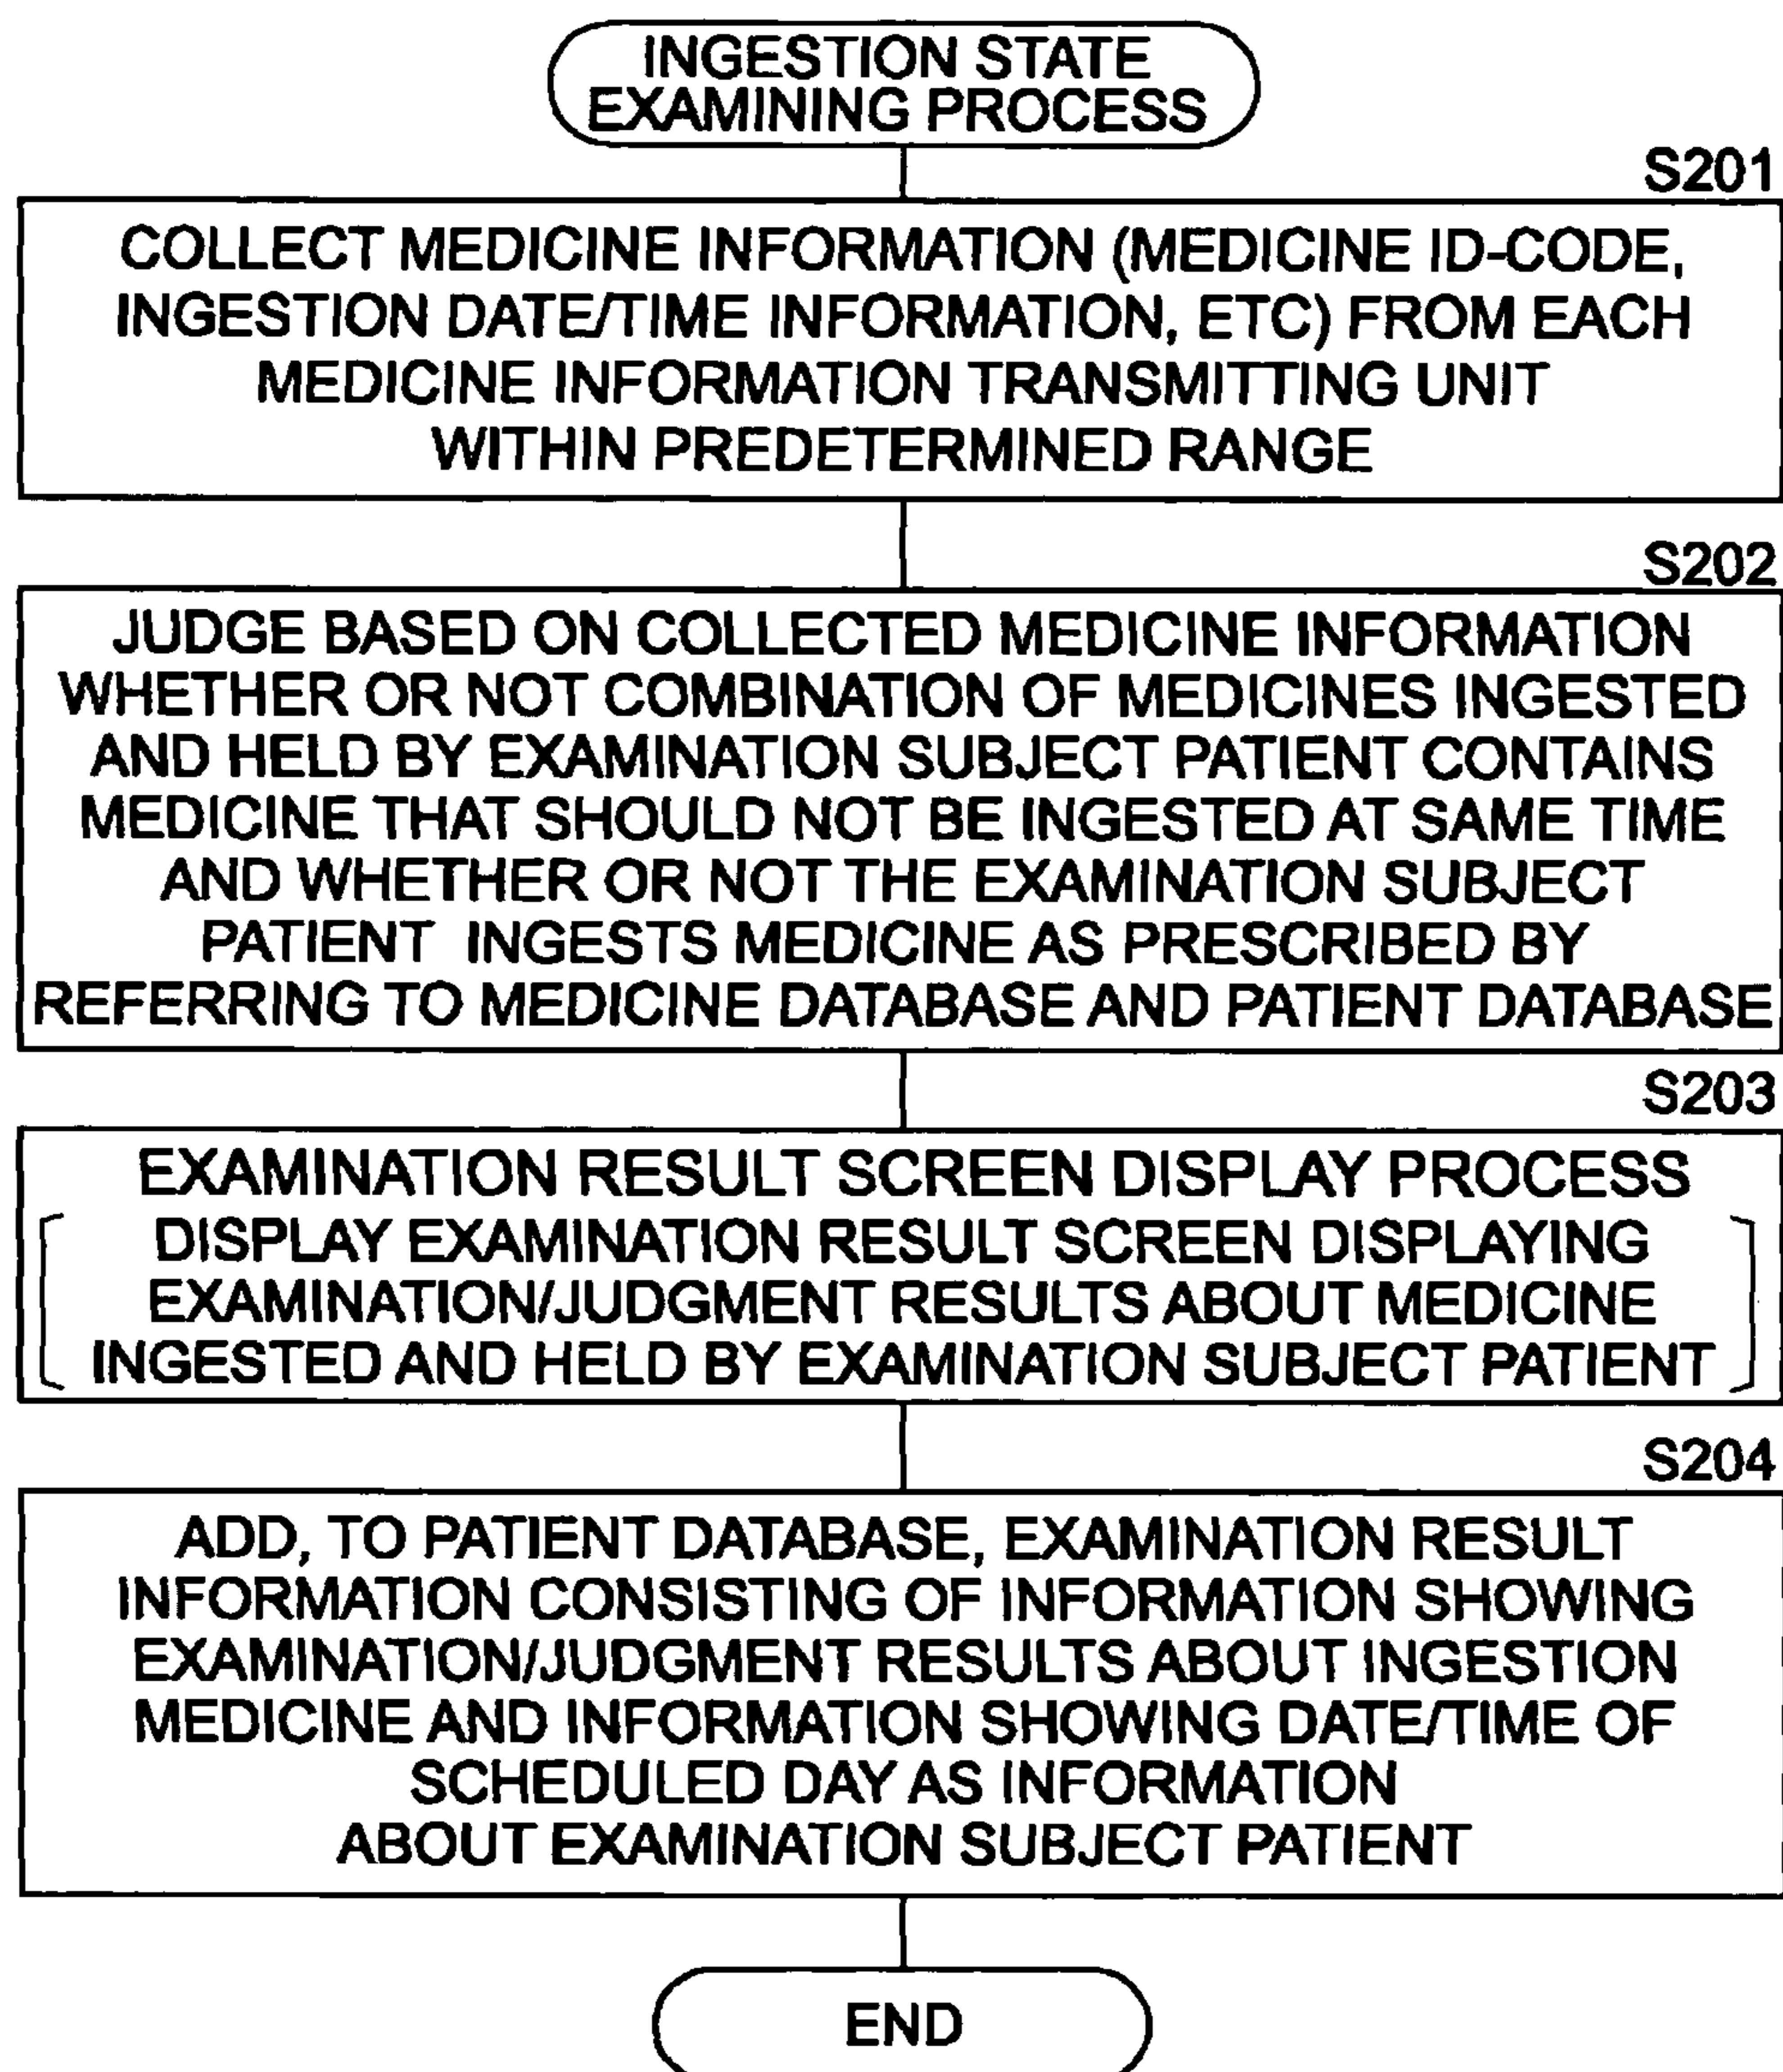 INGESTION STATE
EXAMINING PROCESS
S201
COLLECT MEDICINE INFORMATION (MEDICINE ID-CODE,
INGESTION DATE/TIME INFORMATION, ETC) FROM EACH
MEDICINE INFORMATION TRANSMITTING UNIT
WITHIN PREDETERMINED RANGE
S202
JUDGE BASED ON COLLECTED MEDICINE INFORMATION
WHETHER OR NOT COMBINATION OF MEDICINES INGESTED
AND HELD BY EXAMINATION SUBJECT PATIENT CONTAINS
MEDICINE THAT SHOULD NOT BE INGESTED AT SAME TIME
AND WHETHER OR NOT THE EXAMINATION SUBJECT
PATIENT INGESTS MEDICINE AS PRESCRIBED BY
REFERRING TO MEDICINE DATABASE AND PATIENT DATABASE
S203
EXAMINATION RESULT SCREEN DISPLAY PROCESS
DISPLAY EXAMINATION RESULT SCREEN DISPLAYING
EXAMINATION/JUDGMENT RESULTS ABOUT MEDICINE
INGESTED AND HELD BY EXAMINATION SUBJECT PATIENT
S204
ADD, TO PATIENT DATABASE, EXAMINATION RESULT
INFORMATION CONSISTING OF INFORMATION SHOWING
EXAMINATION/JUDGMENT RESULTS ABOUT INGESTION
MEDICINE AND INFORMATION SHOWING DATE/TIME OF
SCHEDULED DAY AS INFORMATION
ABOUT EXAMINATION SUBJECT PATIENT
END